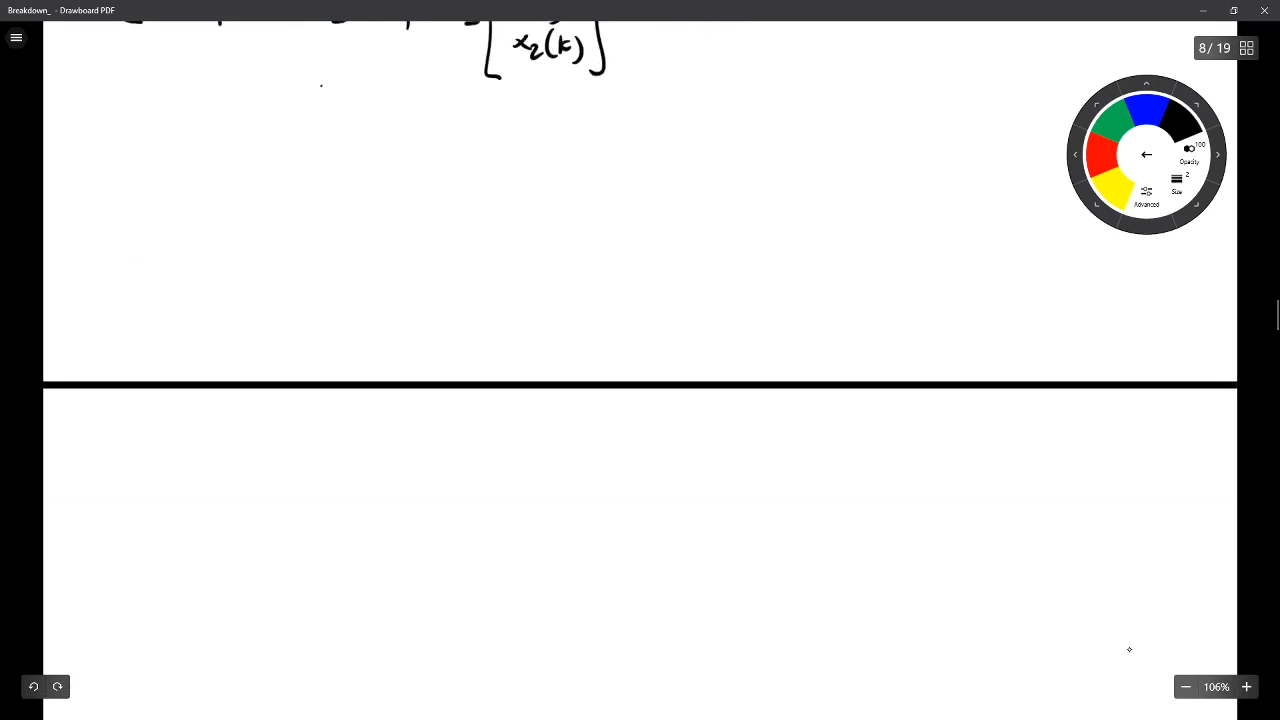 Breakdown_ - Drawboard PDF
8 / 19
x₂(k)
100
Opacity
2
Size
Advanced
106%